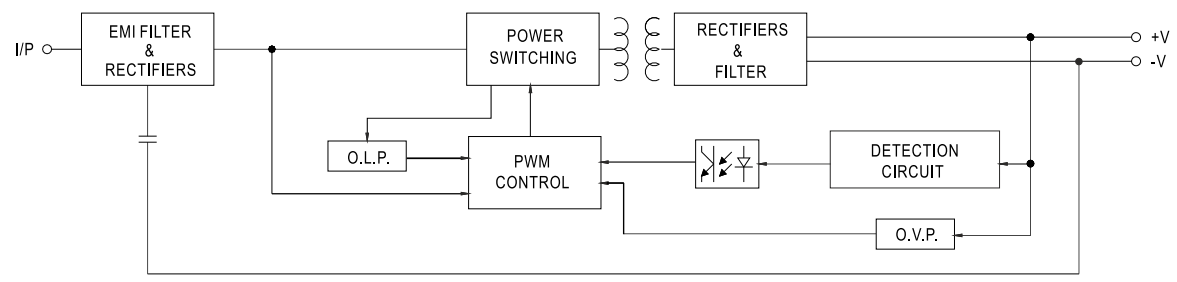 I/P
EMI FILTER
&
RECTIFIERS
POWER
SWITCHING
RECTIFIERS
&
FILTER
+V
-V
O.L.P.
PWM
CONTROL
DETECTION
CIRCUIT
O.V.P.